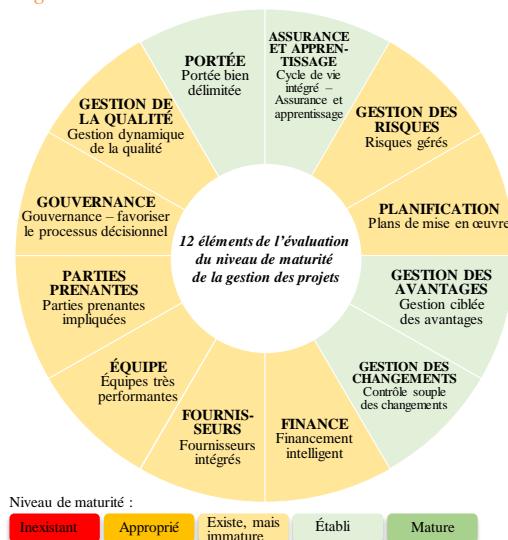 ASSURANCE
ET APPREN-
TISSAGE
Cycle de vie
intégré –
Assurance et
apprentissage
GESTION DES
RISQUES
Risques gérés
PLANIFICATION
Plans de mise en œuvre
GESTION DES
AVANTAGES
Gestion ciblée
des avantages
GESTION DES
CHANGEMENTS
Contrôle souple
des changements
FINANCE
Financement
intelligent
FOURNIS-
SEURS
Fournisseurs
intégrés
ÉQUIPE
Équipes très
performantes
PARTIES
PRENANTES
Parties prenantes
impliquées
GOUVERNANCE
Gouvernance – favoriser
le processus décisionnel
GESTION DE
LA QUALITÉ
Gestion dynamique
de la qualité
PORTÉE
Portée bien
délimitée
12 éléments de l'évaluation
du niveau de maturité
de la gestion des projets
Niveau de maturité :
Inexistant
Approprié
Existe, mais
immature
Établi
Mature